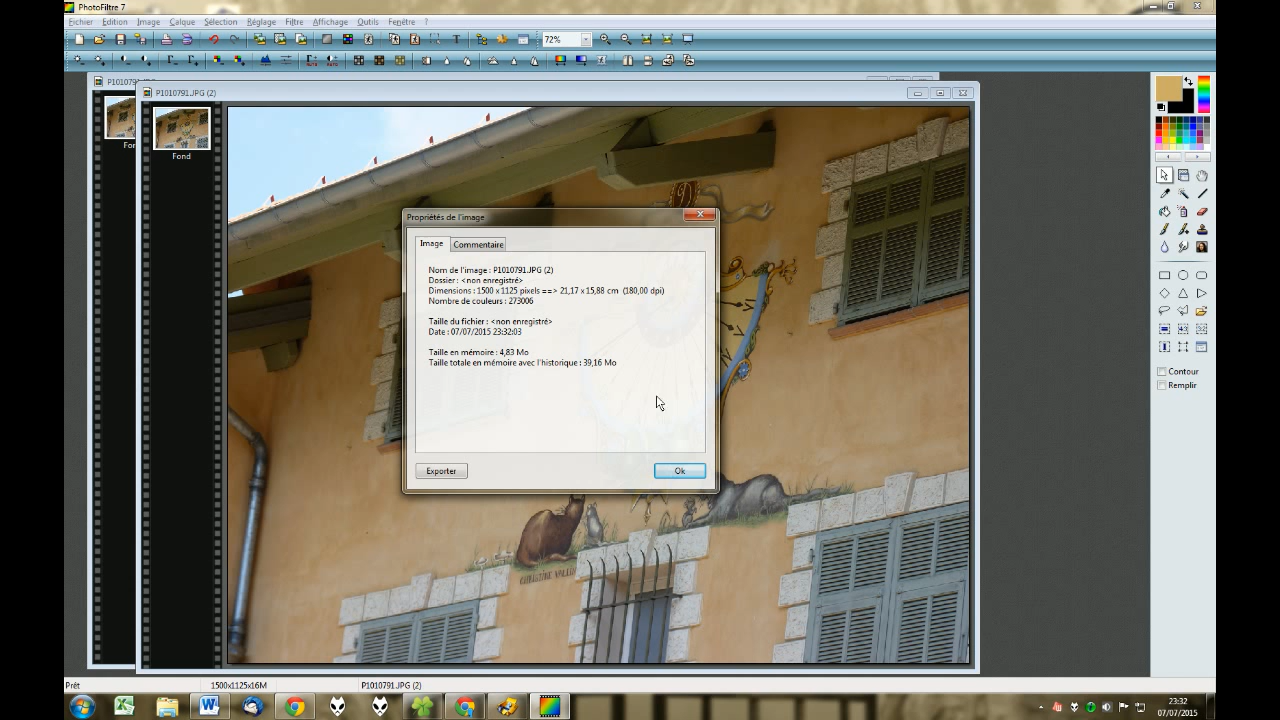 PhotoFiltre 7
Fichier Edition Image Calque Sélection Réglage Filtre Affichage Outils Fenêtre ?
72%
P1010791.JPG (2)
Fond
Propriétés de l'image
Image Commentaire
Nom de l'image : P1010791.JPG (2)
Dossier : <non enregistré>
Dimensions : 1500 x 1125 pixels ==> 21,17 x 15,88 cm (180,00 dpi)
Nombre de couleurs : 273006
Taille du fichier : <non enregistré>
Date : 07/07/2015 23:32:03
Taille en mémoire : 4,83 Mo
Taille totale en mémoire avec l'historique : 39,16 Mo
Exporter Ok
Contour
Remplir
Prêt 1500x1125x16M P1010791.JPG (2)
23:32
07/07/2015